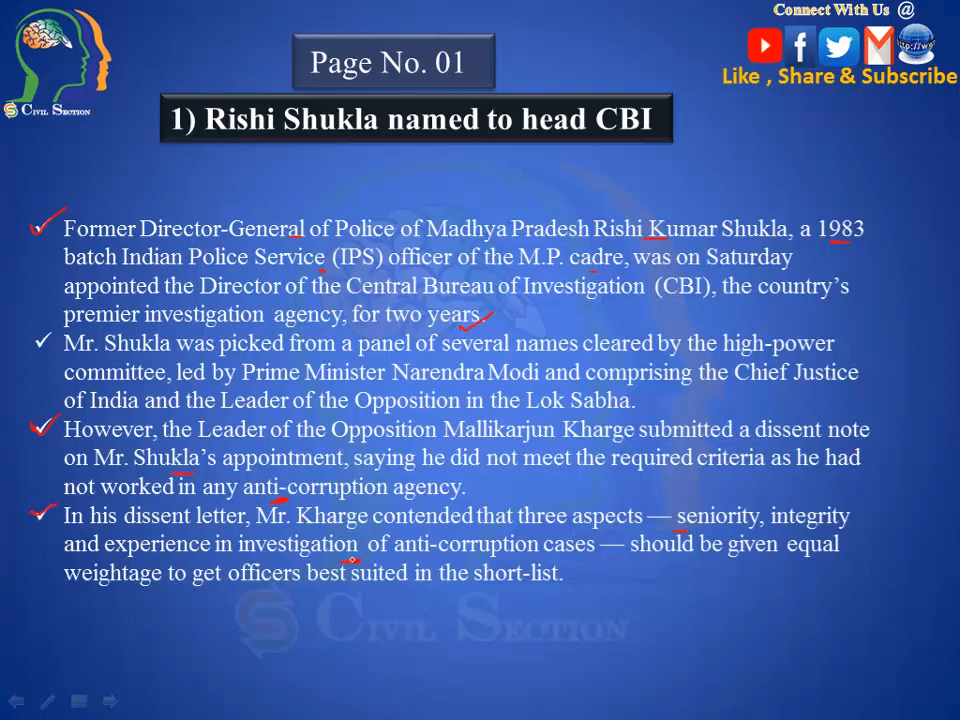 Connect With Us @
Like , Share & Subscribe
CIVIL SECTION
Page No. 01
1) Rishi Shukla named to head CBI
Former Director-General of Police of Madhya Pradesh Rishi Kumar Shukla, a 1983
batch Indian Police Service (IPS) officer of the M.P. cadre, was on Saturday
appointed the Director of the Central Bureau of Investigation (CBI), the country's
premier investigation agency, for two years.
Mr. Shukla was picked from a panel of several names cleared by the high-power
committee, led by Prime Minister Narendra Modi and comprising the Chief Justice
of India and the Leader of the Opposition in the Lok Sabha.
However, the Leader of the Opposition Mallikarjun Kharge submitted a dissent note
on Mr. Shukla's appointment, saying he did not meet the required criteria as he had
not worked in any anti-corruption agency.
In his dissent letter, Mr. Kharge contended that three aspects — seniority, integrity
and experience in investigation of anti-corruption cases — should be given equal
weightage to get officers best suited in the short-list.
CIVIL SECTION